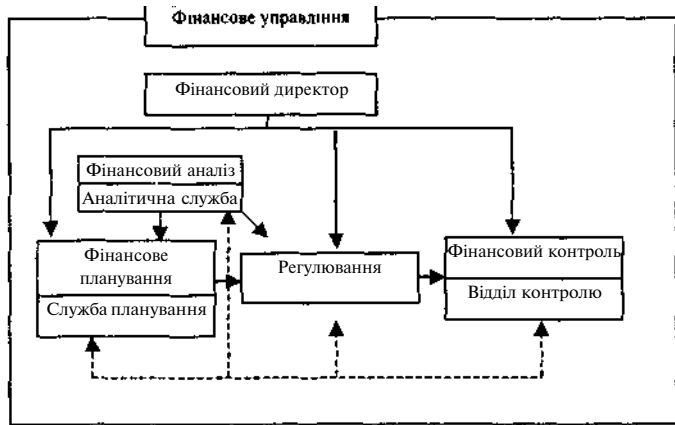 Фінансове управління
Фінансовий директор
Фінансовий аналіз
Аналітична служба
Фінансове
планування
Служба планування
Регулювання
Фінансовий контроль
Відділ контролю